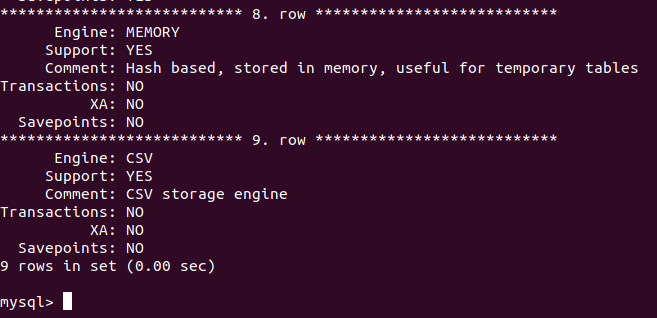 Savepoints: YES
*************************** 8. row ***************************
Engine: MEMORY
Support: YES
Comment: Hash based, stored in memory, useful for temporary tables
Transactions: NO
XA: NO
Savepoints: NO
*************************** 9. row ***************************
Engine: CSV
Support: YES
Comment: CSV storage engine
Transactions: NO
XA: NO
Savepoints: NO
9 rows in set (0.00 sec)
mysql>